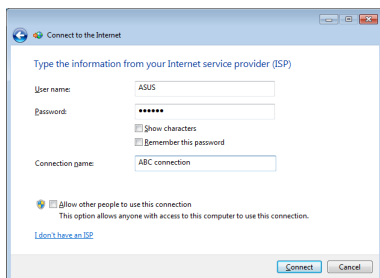 Connect to the Internet
Type the information from your Internet service provider (ISP)
User name: ASUS
Password: ••••••
Show characters
Remember this password
Connection name: ABC connection
Allow other people to use this connection
This option allows anyone with access to this computer to use this connection.
I don't have an ISP
Connect Cancel